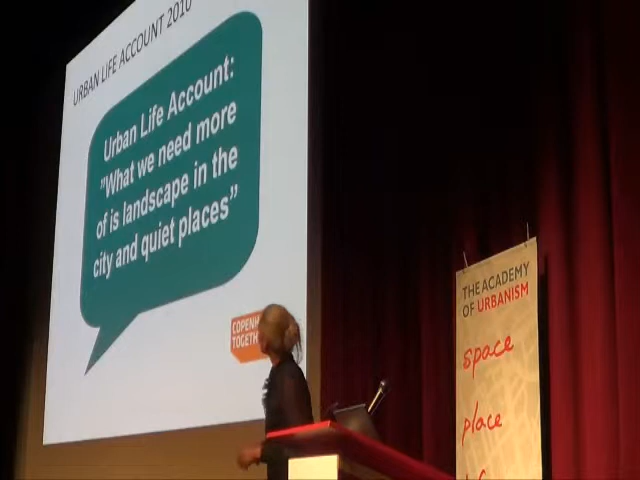 URBAN LIFE ACCOUNT 2010
Urban Life Account:
"What we need more
of is landscape in the
city and quiet places"
THE ACADEMY
OF URBANISM
space
place